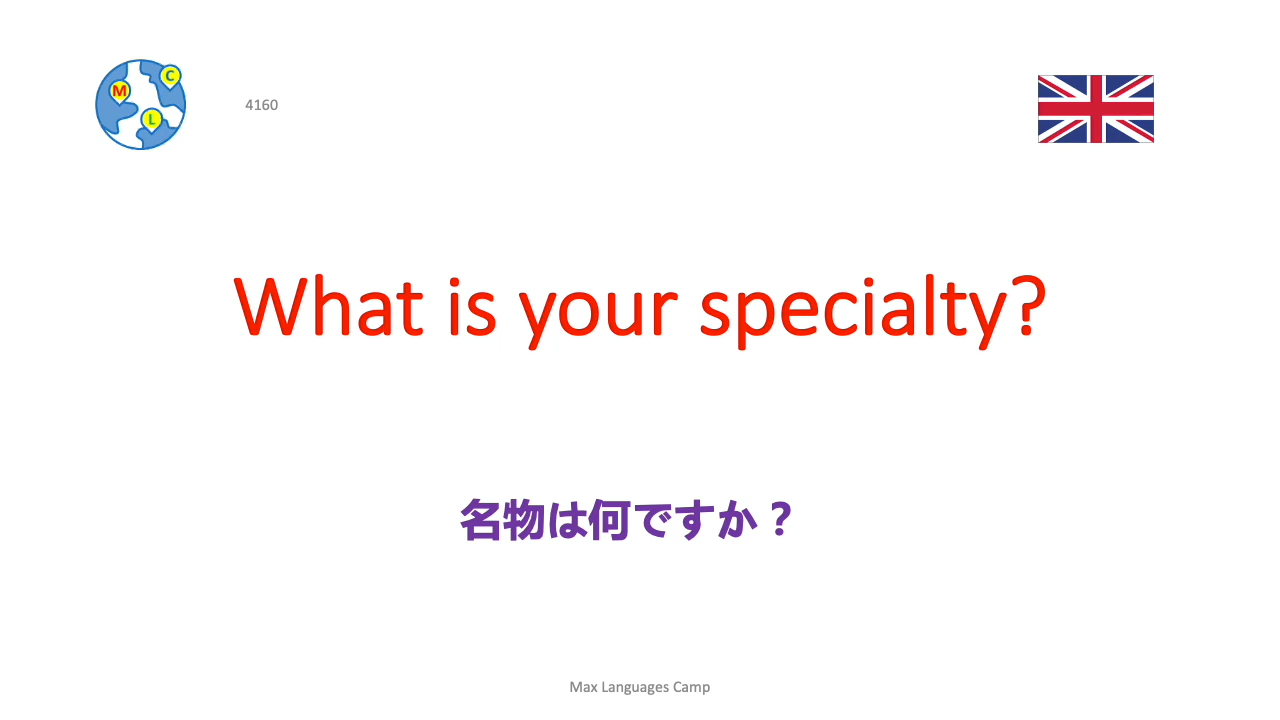 M
C
L
4160
What is your specialty?
名物は何ですか？
Max Languages Camp